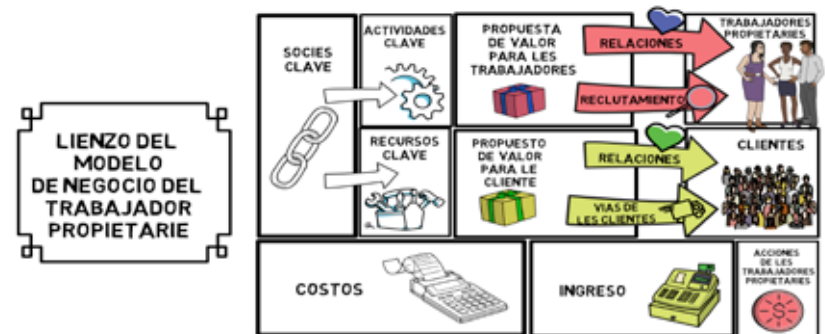 LIENZO DEL
MODELO
DE NEGOCIO DEL
TRABAJADOR
PROPIETARIE
SOCIES
CLAVE
ACTIVIDADES
CLAVE
RECURSOS
CLAVE
PROPUESTA
DE VALOR
PARA LES
TRABAJADORES
RELACIONES
RECLUTAMIENTO
TRABAJADORES
PROPIETARIES
PROPUESTO
DE VALOR
PARA LE
CLIENTE
RELACIONES
VIAS DE
LES CLIENTES
CLIENTES
COSTOS
INGRESO
ACCIONES
DE LES
TRABAJADORES
PROPIETARIES
$